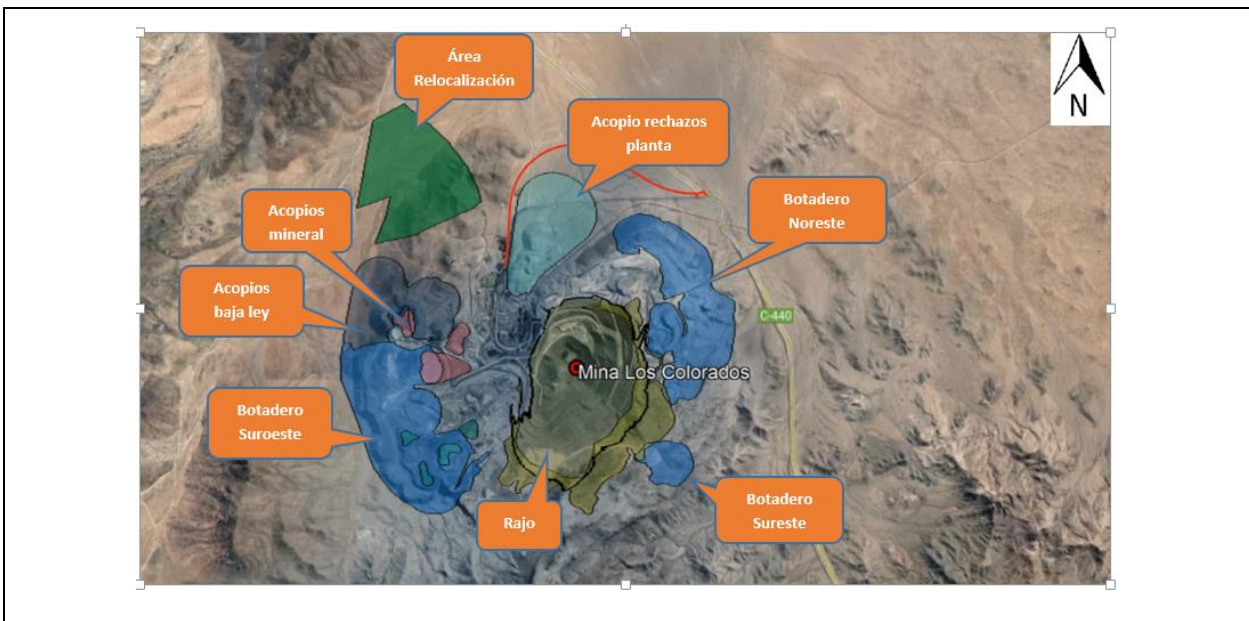 Área
Relocalización
N
Acopio rechazos
planta
Acopios
mineral
Botadero
Noreste
Acopios
baja ley
C-440
Mina Los Colorados
Botadero
Suroeste
Rajo
Botadero
Sureste